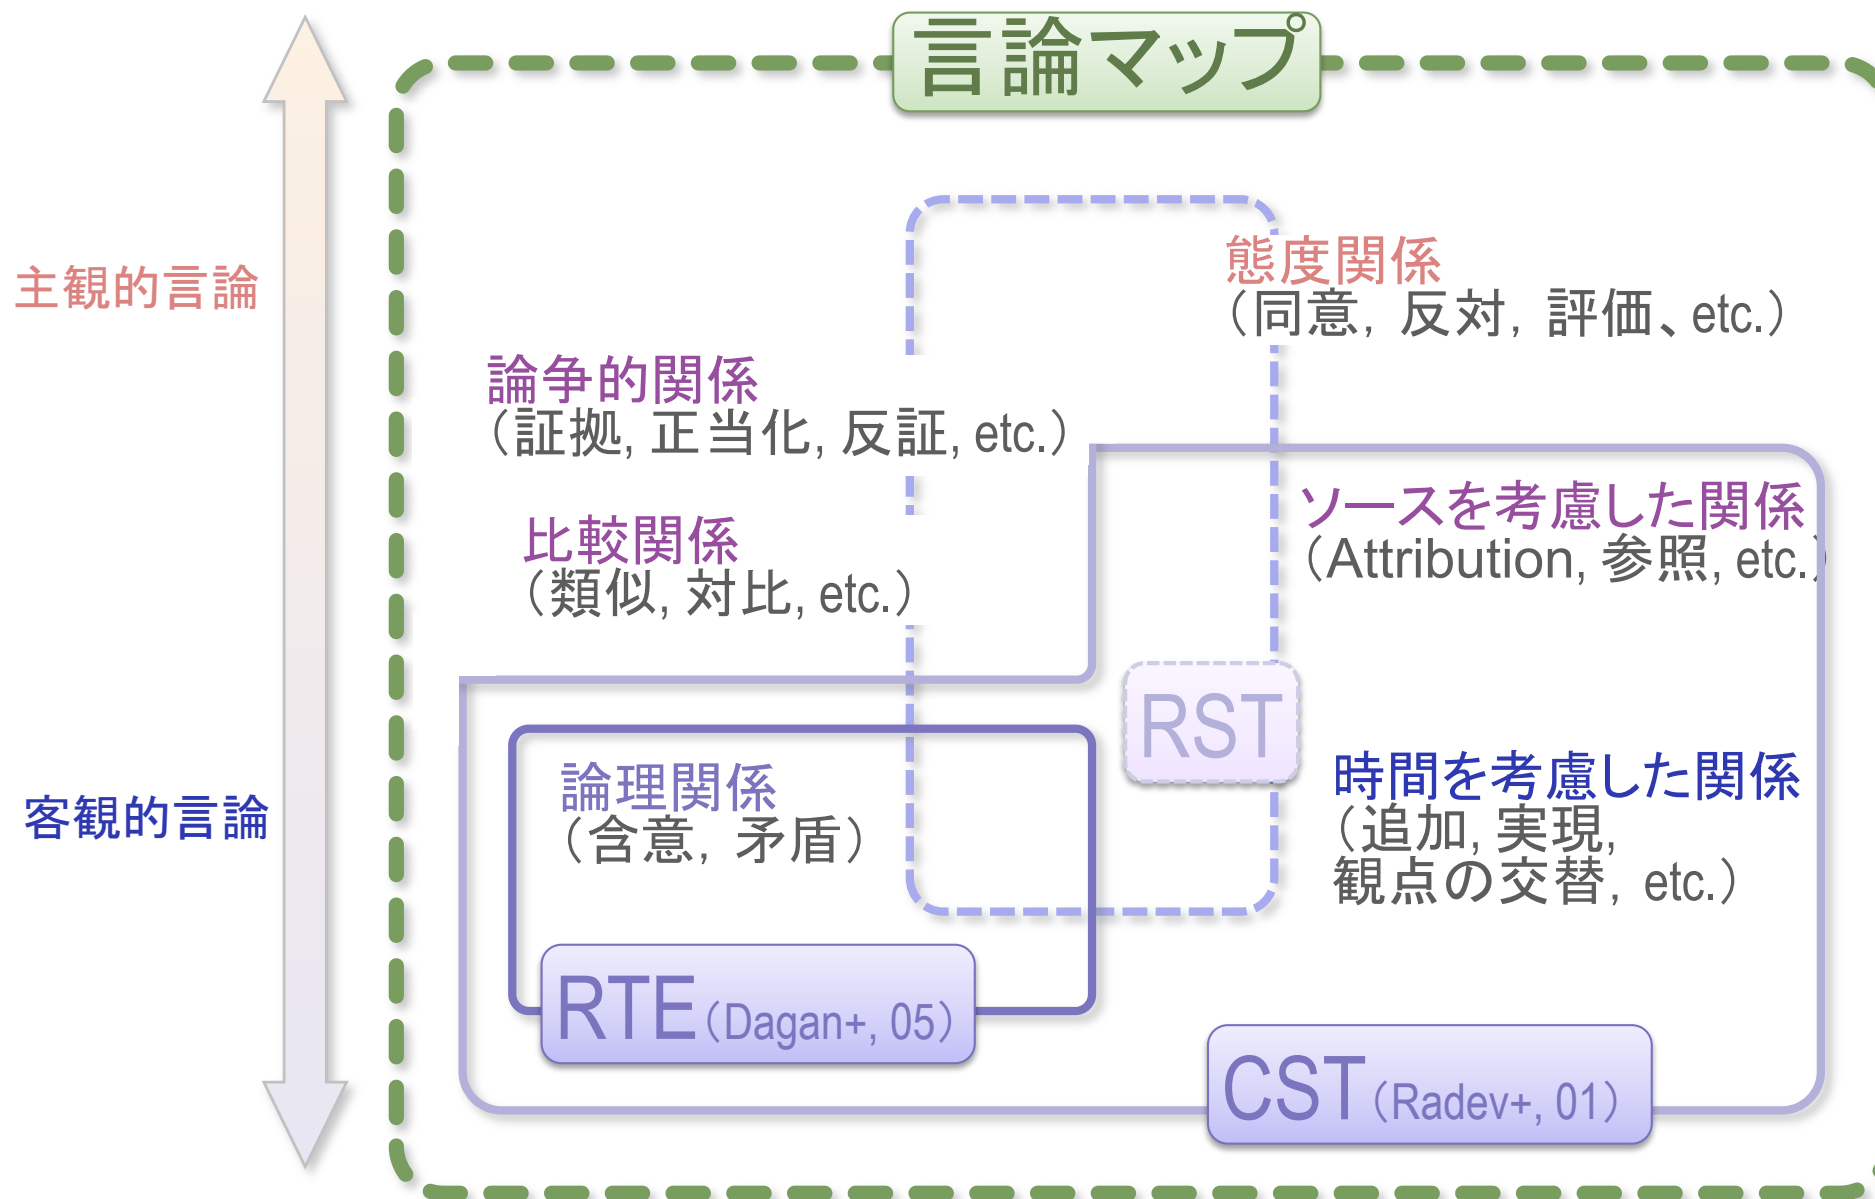 言論マップ
主観的言論
態度関係
（同意，反対，評価、etc.）
論争的関係
（証拠, 正当化, 反証, etc.）
ソースを考慮した関係
（Attribution, 参照, etc.）
比較関係
（類似, 対比, etc.）
RST
客観的言論
論理関係
（含意，矛盾）
時間を考慮した関係
（追加, 実現,
観点の交替，etc.）
RTE（Dagan+, 05）
CST（Radev+, 01）